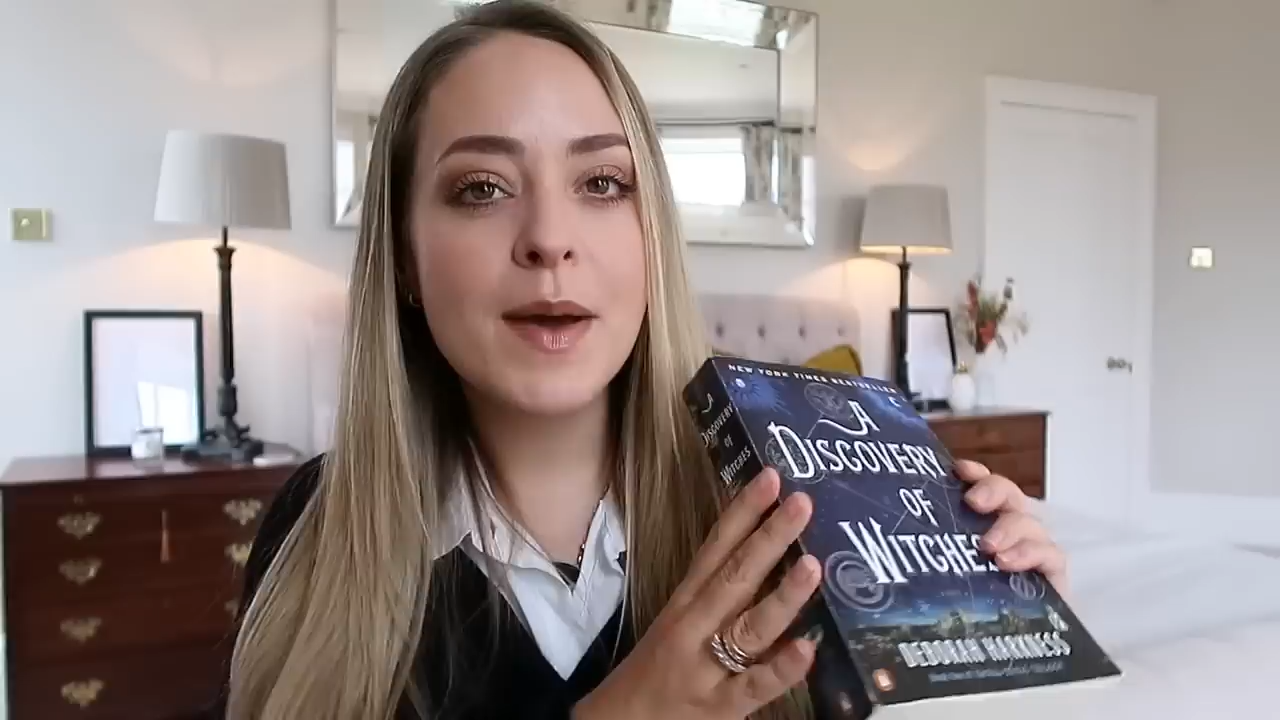 NEW YORK TIMES BESTSELLER
A
DISCOVERY
OF
WITCHES
DEBORAH HARKNESS
A
DISCOVERY
OF
WITCHES